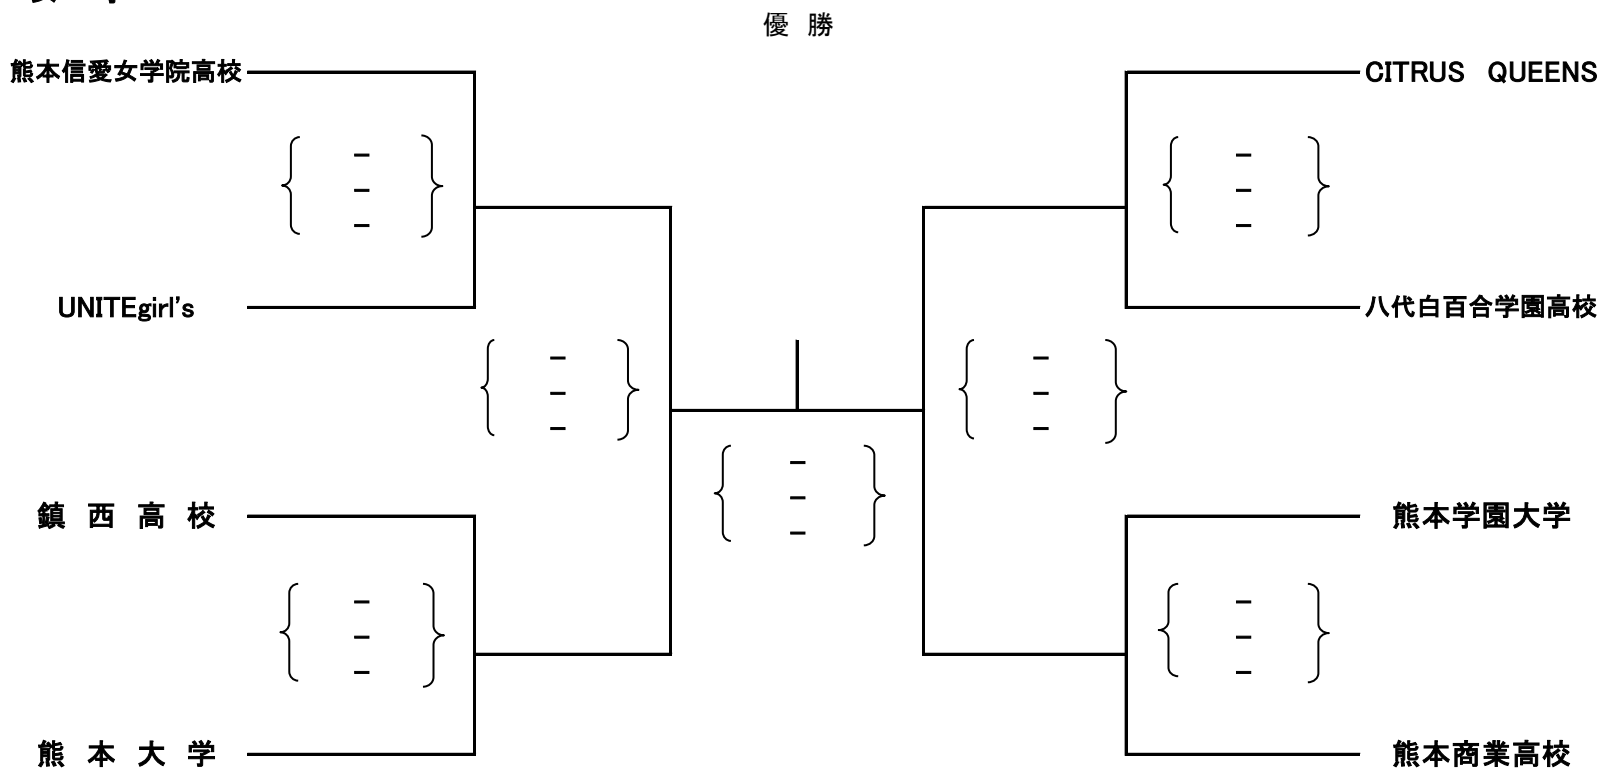 優 勝
熊本信愛女学院高校
CITRUS QUEENS
－ －
－ －
－ －
UNITEgirl's
八代白百合学園高校
－ －
－ －
－ －
－
－
－
鎮 西 高 校
熊本学園大学
－ －
－ －
－ －
熊 本 大 学
熊本商業高校